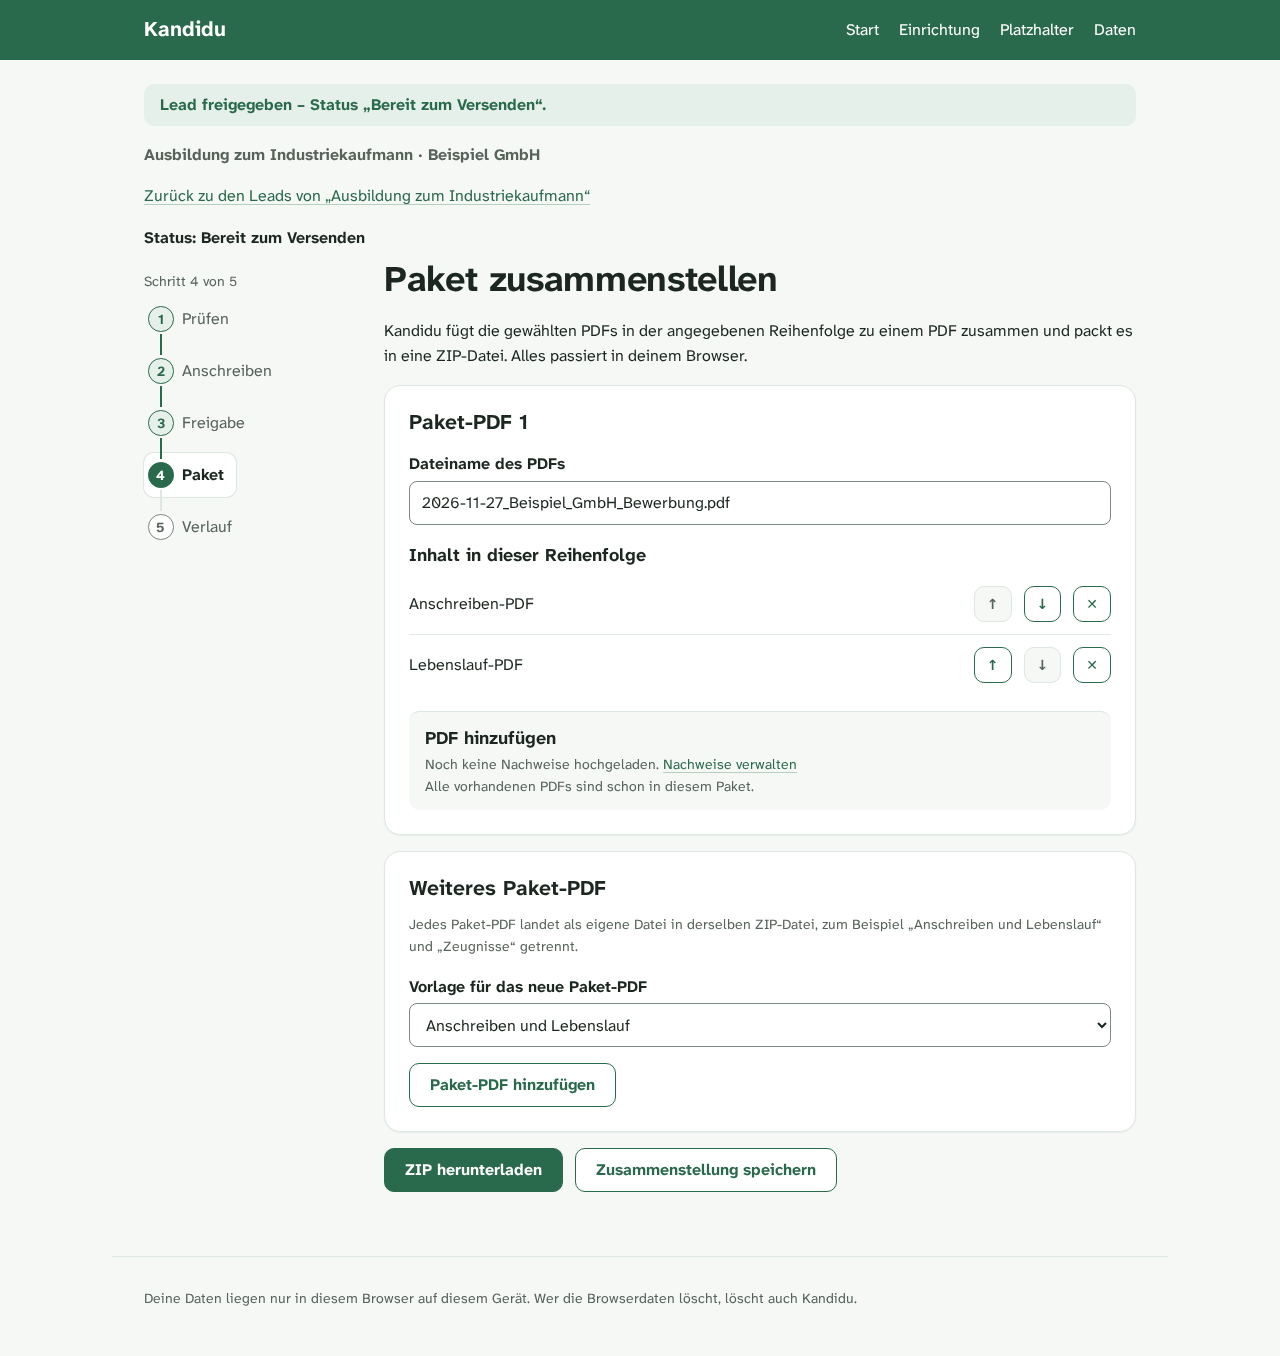 Kandidu
Start Einrichtung Platzhalter Daten
Lead freigegeben – Status „Bereit zum Versenden“.
Ausbildung zum Industriekaufmann · Beispiel GmbH
Zurück zu den Leads von „Ausbildung zum Industriekaufmann“
Status: Bereit zum Versenden
Schritt 4 von 5
1 Prüfen
2 Anschreiben
3 Freigabe
4 Paket
5 Verlauf
Paket zusammenstellen
Kandidu fügt die gewählten PDFs in der angegebenen Reihenfolge zu einem PDF zusammen und packt es
in eine ZIP-Datei. Alles passiert in deinem Browser.
Paket-PDF 1
Dateiname des PDFs
2026-11-27_Beispiel_GmbH_Bewerbung.pdf
Inhalt in dieser Reihenfolge
Anschreiben-PDF ↑ ↓ ×
Lebenslauf-PDF ↑ ↓ ×
PDF hinzufügen
Noch keine Nachweise hochgeladen. Nachweise verwalten
Alle vorhandenen PDFs sind schon in diesem Paket.
Weiteres Paket-PDF
Jedes Paket-PDF landet als eigene Datei in derselben ZIP-Datei, zum Beispiel „Anschreiben und Lebenslauf“
und „Zeugnisse“ getrennt.
Vorlage für das neue Paket-PDF
Anschreiben und Lebenslauf
Paket-PDF hinzufügen
ZIP herunterladen Zusammenstellung speichern
Deine Daten liegen nur in diesem Browser auf diesem Gerät. Wer die Browserdaten löscht, löscht auch Kandidu.